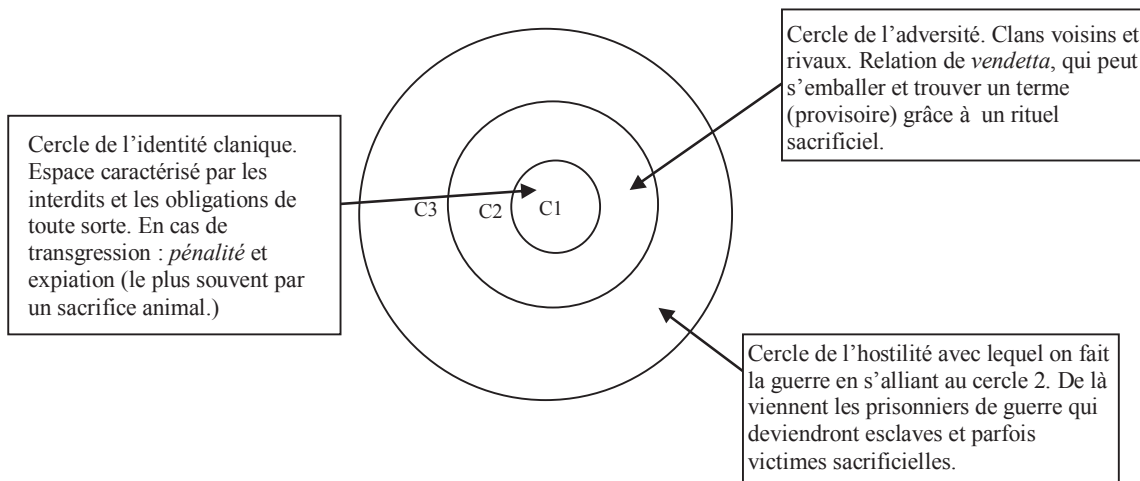 Cercle de l’adversité. Clans voisins et
rivaux. Relation de vendetta, qui peut
s’emballer et trouver un terme
(provisoire) grâce à un rituel
sacrificiel.
Cercle de l’identité clanique.
Espace caractérisé par les
interdits et les obligations de
toute sorte. En cas de
transgression : pénalité et
expiation (le plus souvent par
un sacrifice animal.)
C3 C2 C1
Cercle de l’hostilité avec lequel on fait
la guerre en s’alliant au cercle 2. De là
viennent les prisonniers de guerre qui
deviendront esclaves et parfois
victimes sacrificielles.